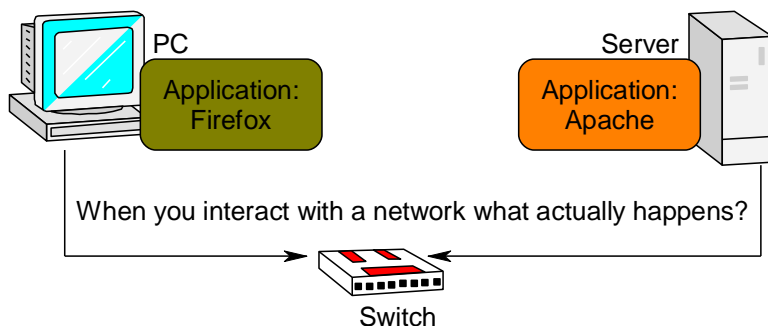 PC
Application:
Firefox
Server
Application:
Apache
When you interact with a network what actually happens?
Switch